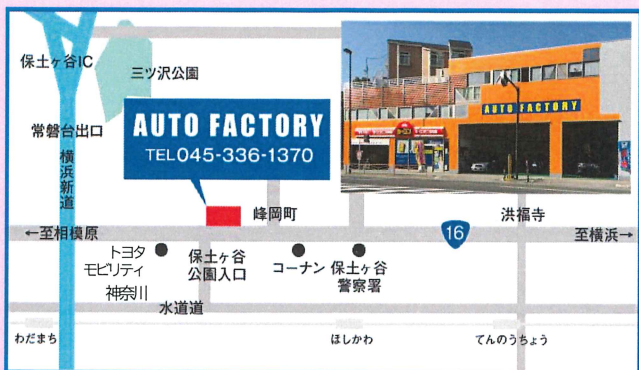 保土ヶ谷IC
三ツ沢公園
常磐台出口
横浜新道
AUTO FACTORY
TEL045-336-1370
AUTO FACTORY
峰岡町
洪福寺
←至相模原
16
至横浜→
トヨタ
モビリティ
神奈川
保土ヶ谷
公園入口
コーナン
保土ヶ谷
警察署
水道道
わだまち
ほしかわ
てんのうちょう